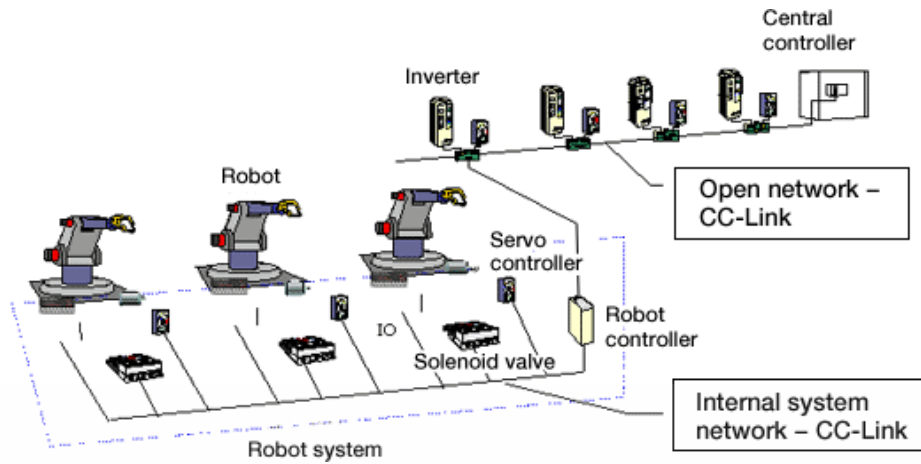 Central
controller
Inverter
Open network –
CC-Link
Robot
Servo
controller
Robot
controller
IO
Solenoid valve
Internal system
network – CC-Link
Robot system